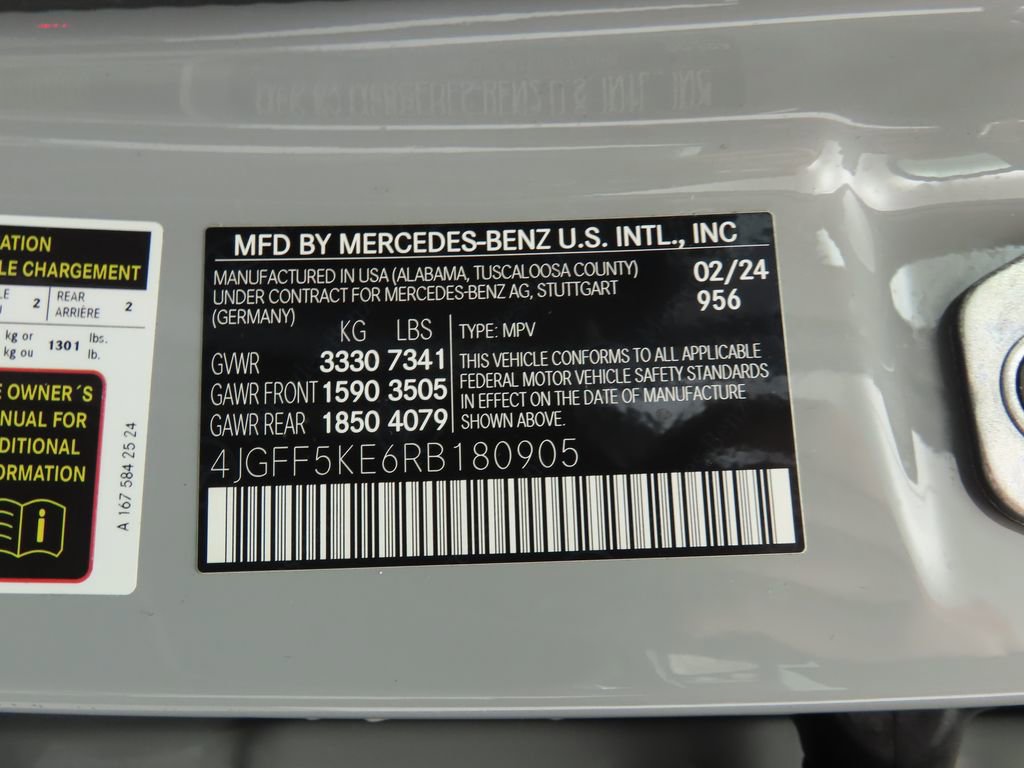 ATION
LE CHARGEMENT
LE 2 REAR 2
U ARRIÈRE
kg or 1301 lbs.
kg ou lb.
E OWNER´S
ANUAL FOR
DITIONAL
FORMATION
i
A 167 584 25 24
MFD BY MERCEDES-BENZ U.S. INTL., INC
MANUFACTURED IN USA (ALABAMA, TUSCALOOSA COUNTY) 02/24
UNDER CONTRACT FOR MERCEDES-BENZ AG, STUTTGART 956
(GERMANY)
KG LBS
GVWR 3330 7341
GAWR FRONT 1590 3505
GAWR REAR 1850 4079
TYPE: MPV
THIS VEHICLE CONFORMS TO ALL APPLICABLE
FEDERAL MOTOR VEHICLE SAFETY STANDARDS
IN EFFECT ON THE DATE OF MANUFACTURE
SHOWN ABOVE.
4JGFF5KE6RB180905